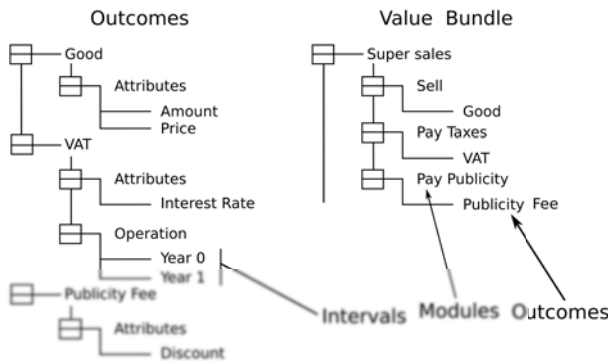 Outcomes
Good
Attributes
Amount
Price
VAT
Attributes
Interest Rate
Operation
Year 0
Year 1
Publicity Fee
Attributes
Discount
Value Bundle
Super sales
Sell
Good
Pay Taxes
VAT
Pay Publicity
Publicity Fee
Intervals Modules Outcomes